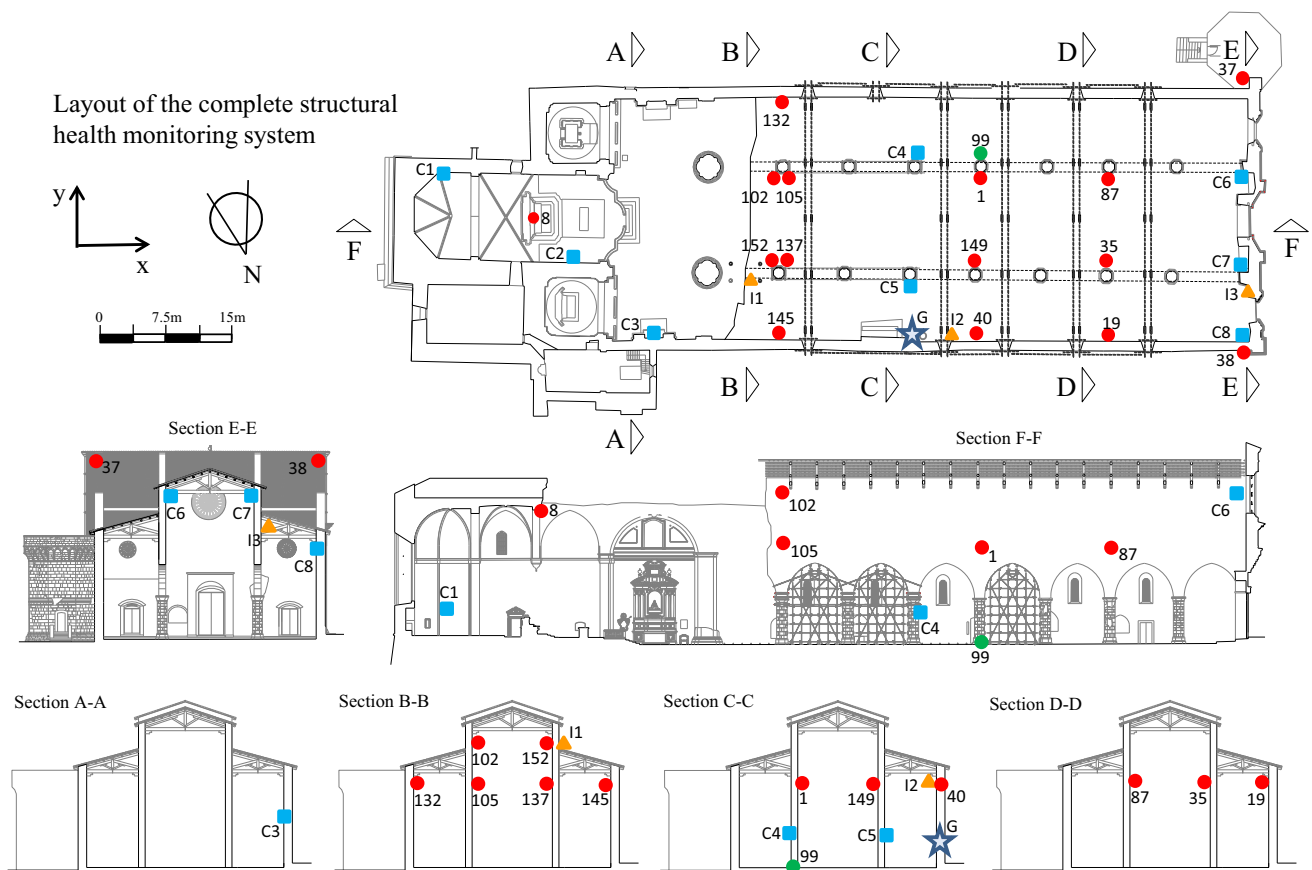 A
B
C
D
E
37
Layout of the complete structural
health monitoring system
132
C4
99
C1
102
105
1
87
C6
y
x
N
8
F
F
C2
152
137
149
35
C7
I1
C5
I3
0
7.5m
15m
C3
145
G
I2
40
19
C8
38
B
C
D
E
A
Section E-E
Section F-F
37
38
C6
C7
I3
C8
8
102
105
1
87
C6
C1
C4
99
Section A-A
Section B-B
Section C-C
Section D-D
C3
I1
102
152
132
105
137
145
I2
1
149
40
C4
C5
G
99
87
35
19